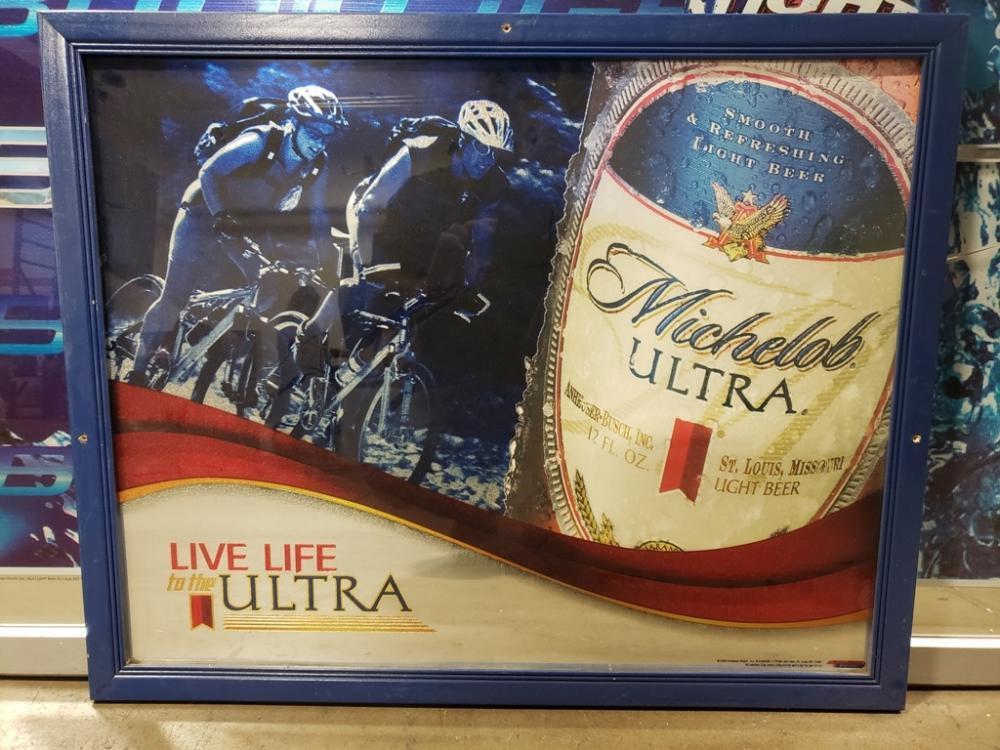 SMOOTH
& REFRESHING
LIGHT BEER
Michelob
ULTRA
ANHEUSER-BUSCH, INC.
12 FL. OZ.
ST. LOUIS, MISSOURI
LIGHT BEER
LIVE LIFE
to the
ULTRA